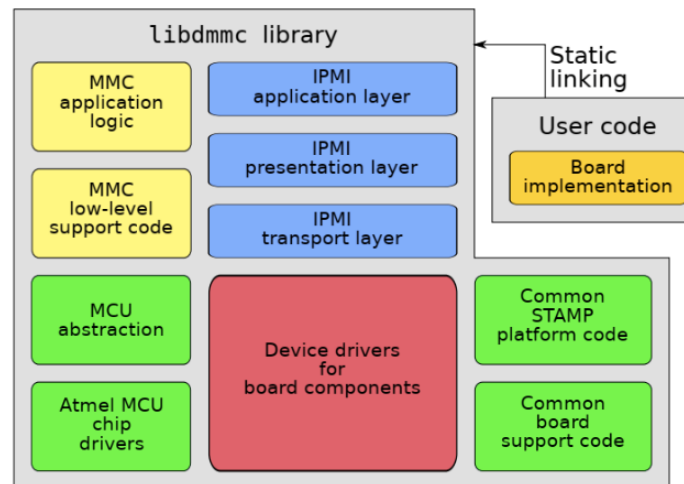 libdmmc library
MMC
application
logic
IPMI
application layer
Static
linking
User code
Board
implementation
IPMI
presentation layer
MMC
low-level
support code
IPMI
transport layer
MCU
abstraction
Device drivers
for
board components
Common
STAMP
platform code
Atmel MCU
chip
drivers
Common
board
support code